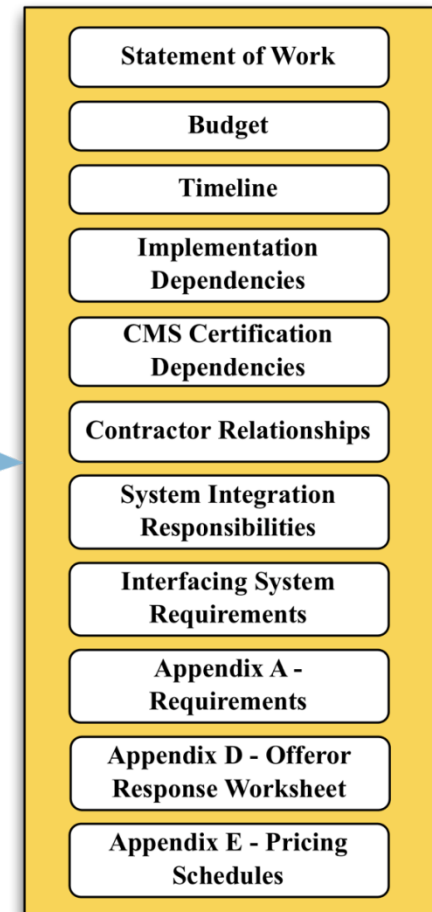 Statement of Work
Budget
Timeline
Implementation
Dependencies
CMS Certification
Dependencies
Contractor Relationships
System Integration
Responsibilities
Interfacing System
Requirements
Appendix A -
Requirements
Appendix D - Offeror
Response Worksheet
Appendix E - Pricing
Schedules